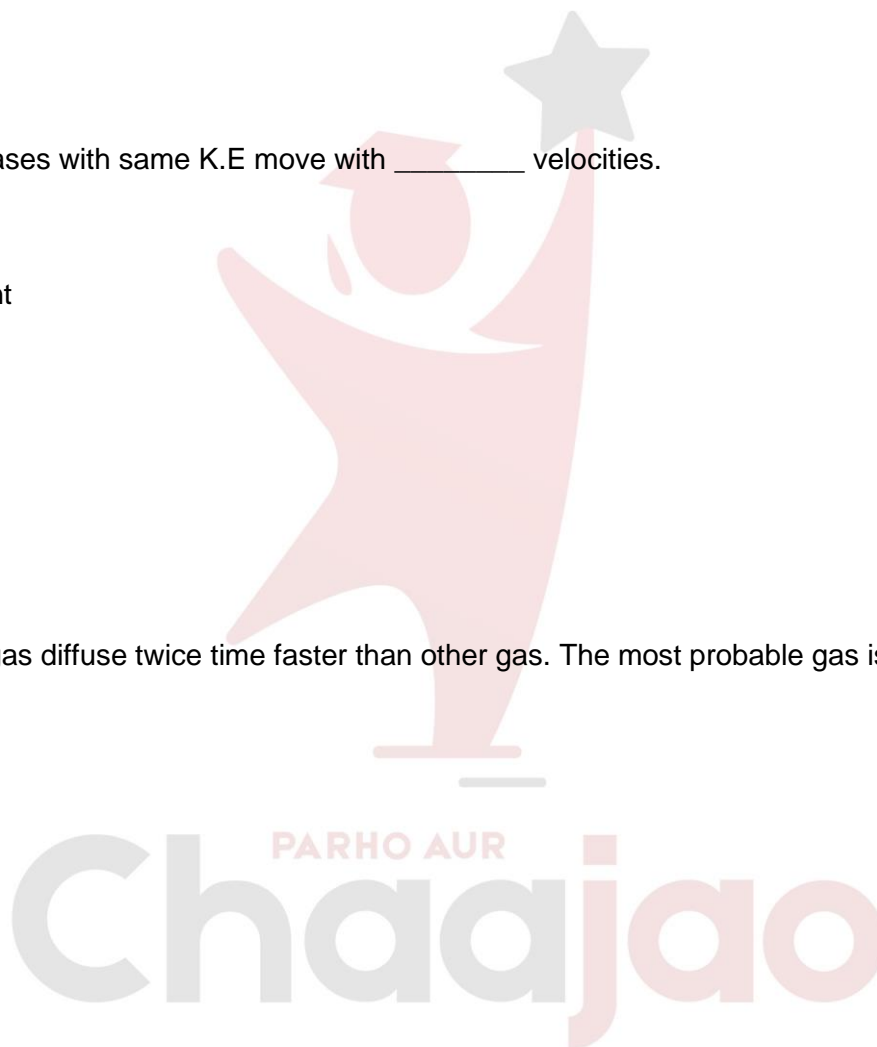 ases with same K.E move with ________ velocities.
nt
gas diffuse twice time faster than other gas. The most probable gas is
PARHO AUR
Chaajao